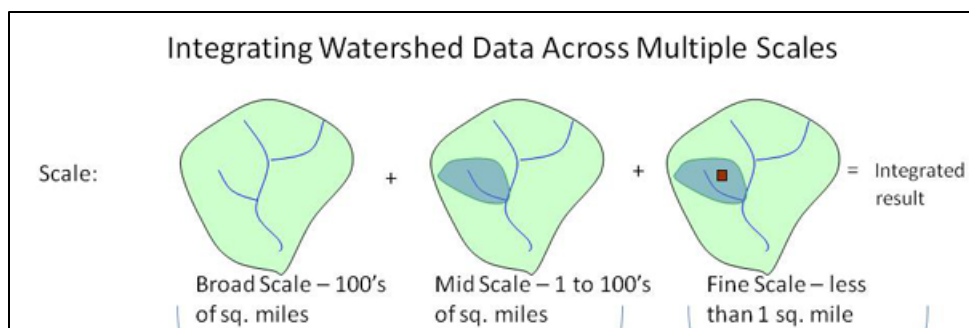 Integrating Watershed Data Across Multiple Scales
Scale:
+
+
= Integrated
result
Broad Scale – 100's
of sq. miles
Mid Scale – 1 to 100's
of sq. miles
Fine Scale – less
than 1 sq. mile